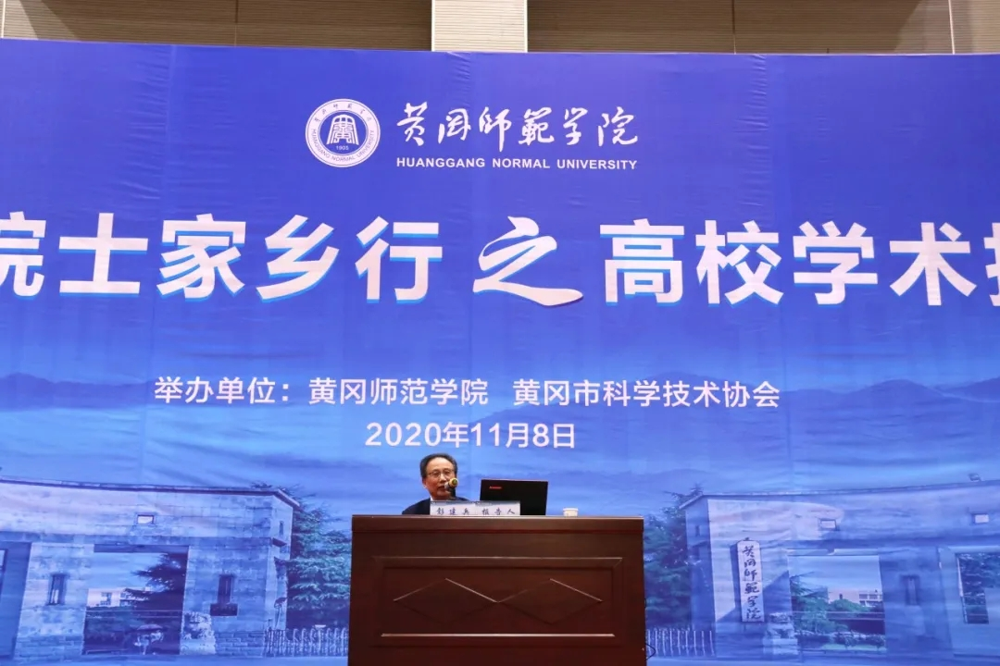 黄冈师範学院
HUANGGANG NORMAL UNIVERSITY
1905
院士家乡行之高校学术报
举办单位：黄冈师范学院 黄冈市科学技术协会
2020年11月8日
彭建兵 报告人
黄冈师範学院